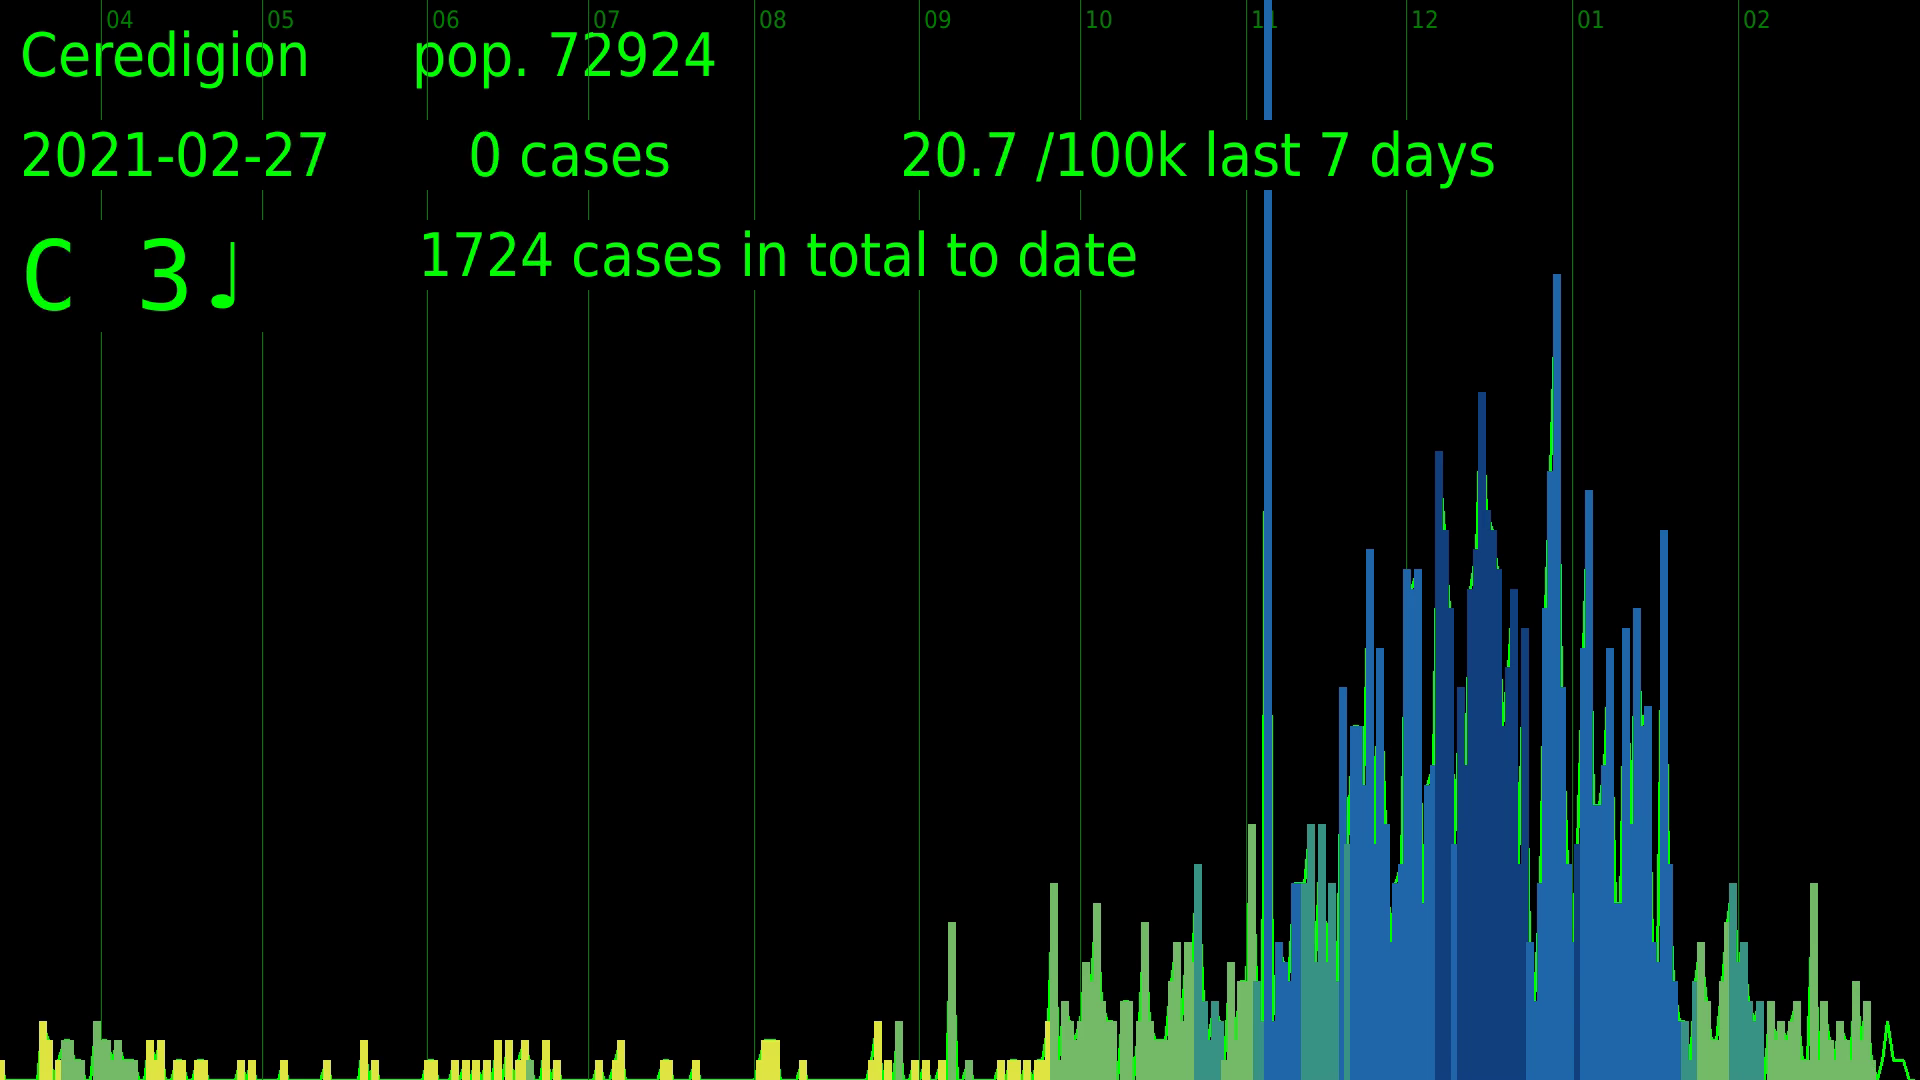 04 05 06 07 08 09 10 11 12 01 02
Ceredigion pop. 72924
2021-02-27 0 cases 20.7 /100k last 7 days
C 3♩ 1724 cases in total to date